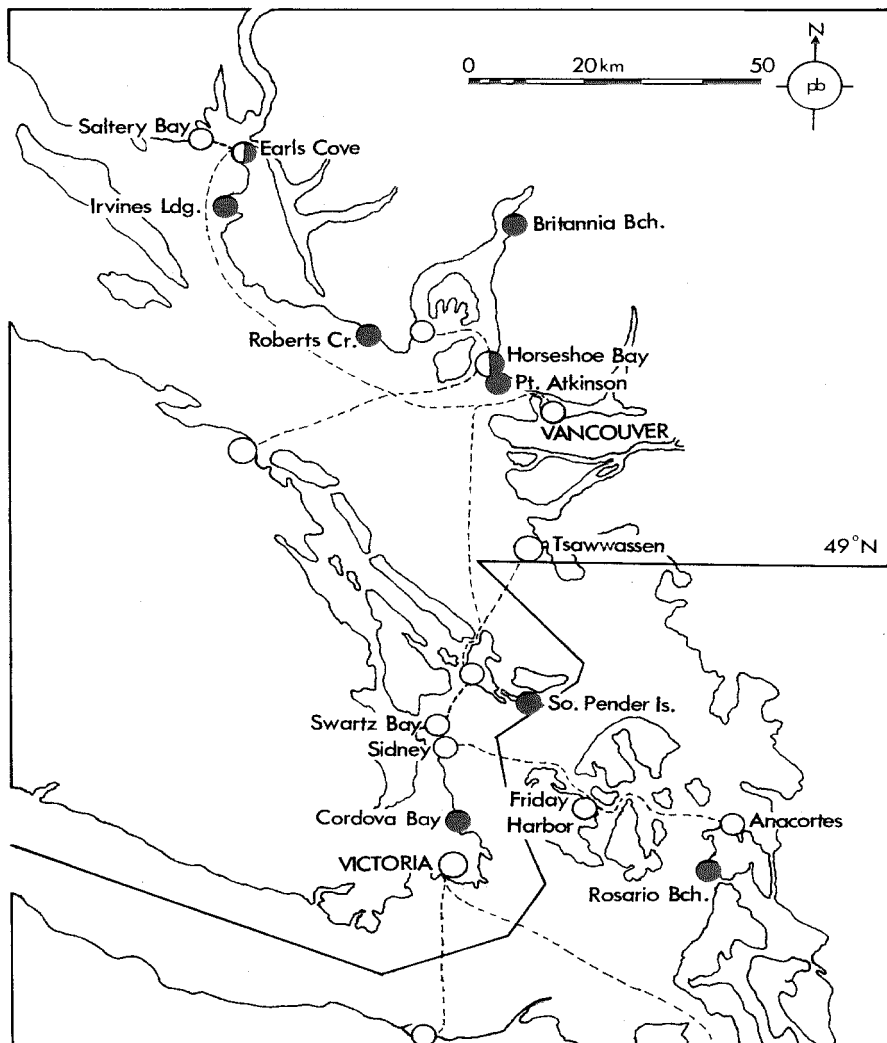 N
0 20 km 50
pb
Saltery Bay
Earls Cove
Irvines Ldg.
Britannia Bch.
Roberts Cr.
Horseshoe Bay
Pt. Atkinson
VANCOUVER
Tsawwassen
49°N
So. Pender Is.
Swartz Bay
Sidney
Friday
Harbor
Anacortes
Cordova Bay
VICTORIA
Rosario Bch.